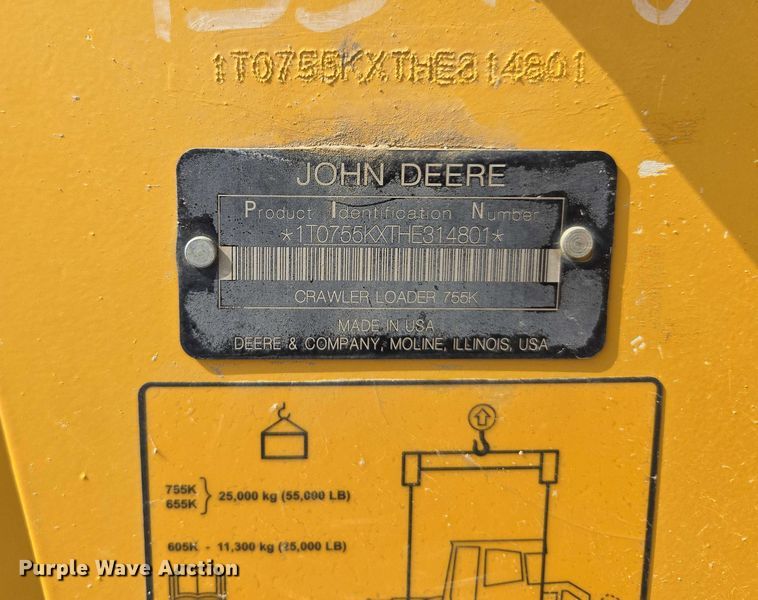 1T0755KXTHE314801
JOHN DEERE
Product Identification Number
*1T0755KXTHE314801*
CRAWLER LOADER 755K
MADE IN USA
DEERE & COMPANY, MOLINE, ILLINOIS, USA
755K
655K
25,000 kg (55,000 LB)
605K - 11,300 kg (25,000 LB)
Purple Wave Auction